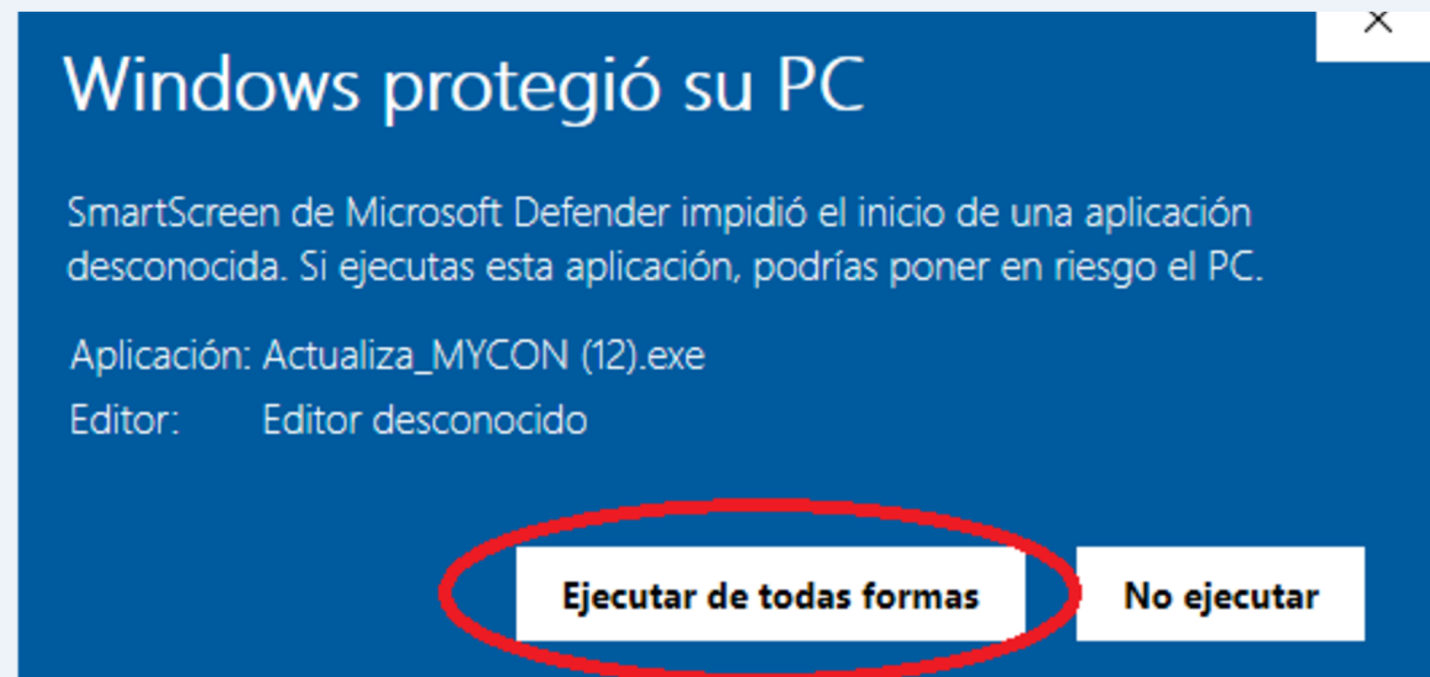 Windows protegió su PC
SmartScreen de Microsoft Defender impidió el inicio de una aplicación
desconocida. Si ejecutas esta aplicación, podrías poner en riesgo el PC.
Aplicación: Actualiza_MYCON (12).exe
Editor: Editor desconocido
Ejecutar de todas formas No ejecutar